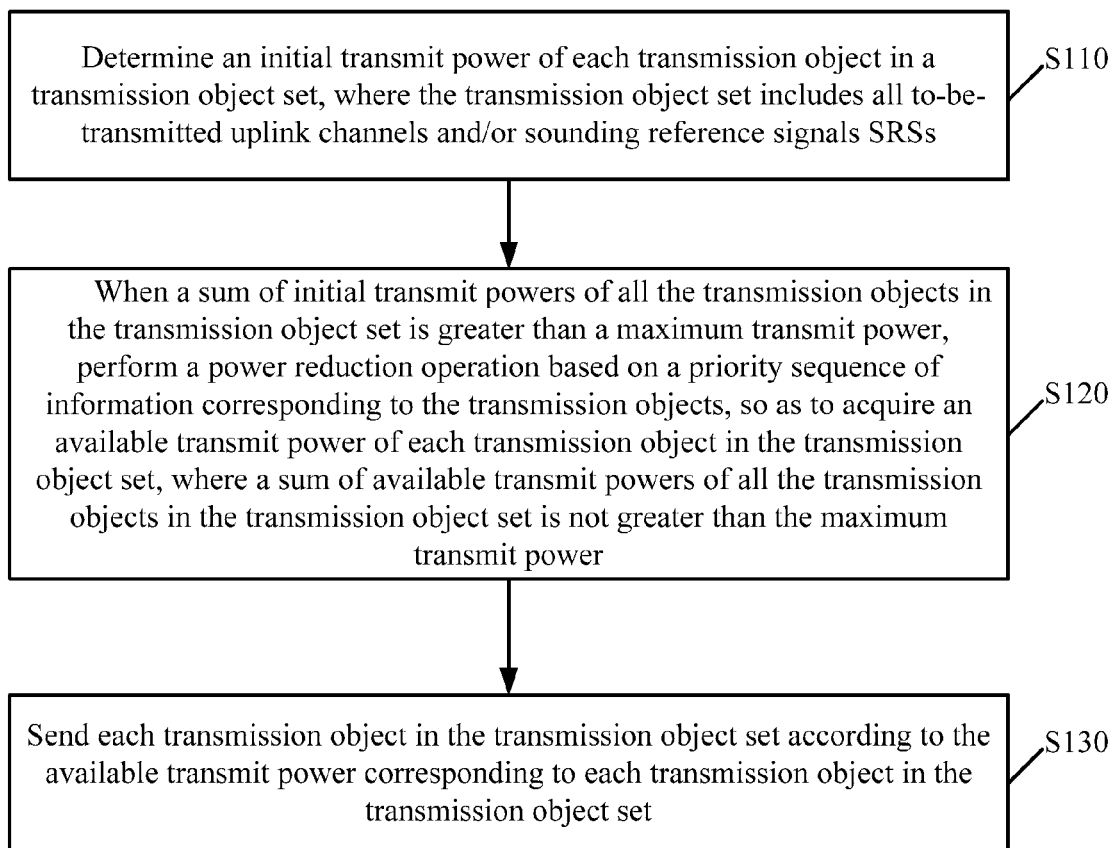 Determine an initial transmit power of each transmission object in a
transmission object set, where the transmission object set includes all to-be-
transmitted uplink channels and/or sounding reference signals SRSs
S110
When a sum of initial transmit powers of all the transmission objects in
the transmission object set is greater than a maximum transmit power,
perform a power reduction operation based on a priority sequence of
information corresponding to the transmission objects, so as to acquire an
available transmit power of each transmission object in the transmission
object set, where a sum of available transmit powers of all the transmission
objects in the transmission object set is not greater than the maximum
transmit power
S120
Send each transmission object in the transmission object set according to the
available transmit power corresponding to each transmission object in the
transmission object set
S130